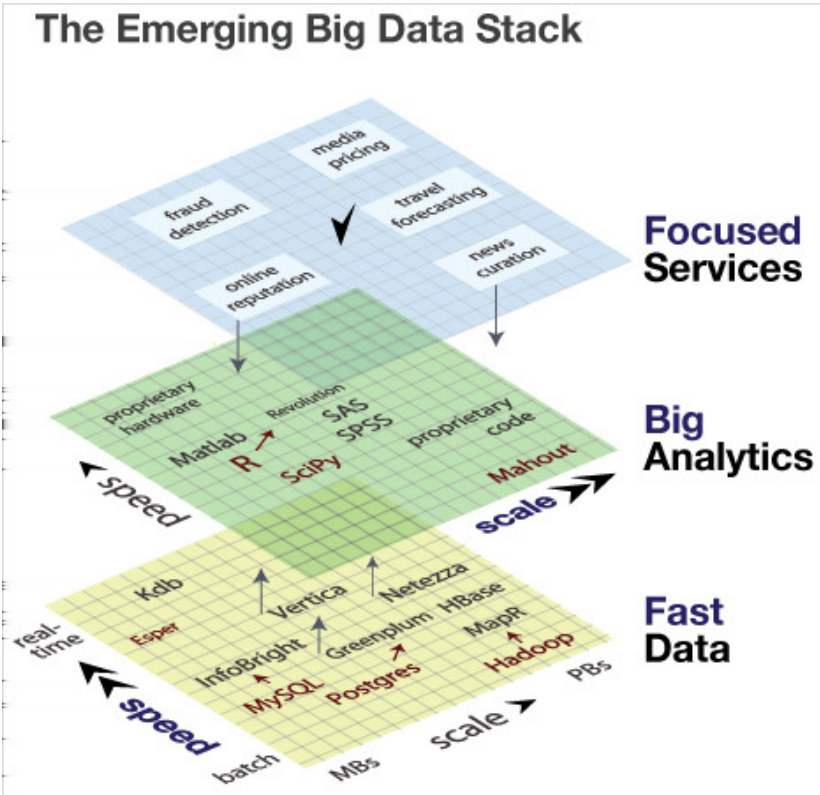 The Emerging Big Data Stack
media
pricing
fraud
detection
travel
forecasting
news
curation
online
reputation
Focused
Services
proprietary
hardware
Revolution
SAS
SPSS
Matlab
R
SciPy
proprietary
code
Mahout
speed
scale
Big
Analytics
Kdb
Esper
Vertica
Netezza
InfoBright
Greenplum
HBase
MapR
MySQL
Postgres
Hadoop
real-
time
speed
batch
MBs
scale
PBs
Fast
Data